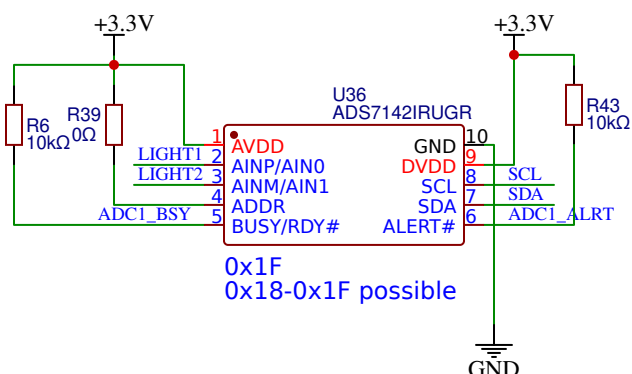 +3.3V
+3.3V
U36
ADS7142IRUGR
R6
10kΩ
R39
0Ω
R43
10kΩ
1
AVDD
GND
10
LIGHT1
2
AINP/AIN0
DVDD
9
LIGHT2
3
AINM/AIN1
SCL
8
SCL
4
ADDR
SDA
7
SDA
ADC1_BSY
5
BUSY/RDY#
ALERT#
6
ADC1_ALRT
0x1F
0x18-0x1F possible
GND